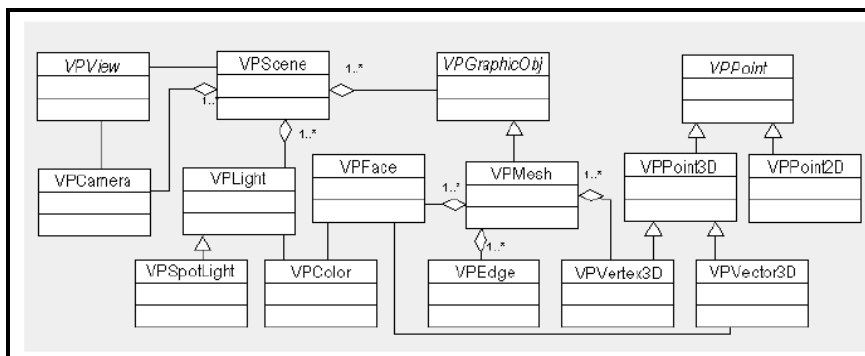 VPView
VPScene
1..*
VPGraphicObj
VPPoint
1..
1..*
VPCamera
VPLight
VPFace
1..*
VPMesh
1..*
VPPoint3D
VPPoint2D
1..*
VPSpotLight
VPColor
VPEdge
VPVertex3D
VPVector3D